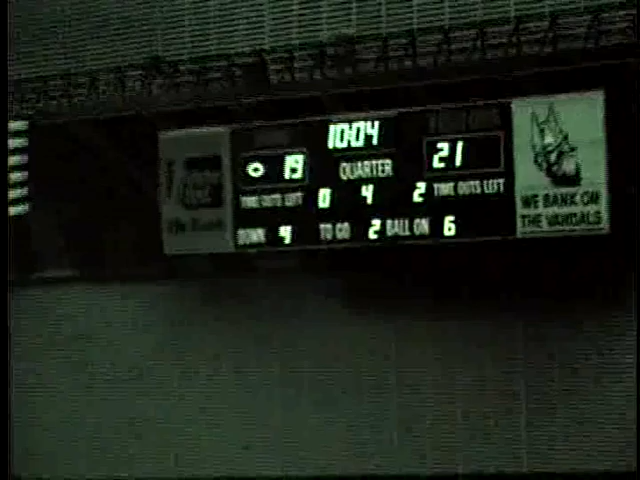 10:04
19 QUARTER 21
TIME OUTS LEFT 0 4 2 TIME OUTS LEFT
DOWN 4 TO GO 2 BALL ON 6
WE BANK ON
THE VANDALS